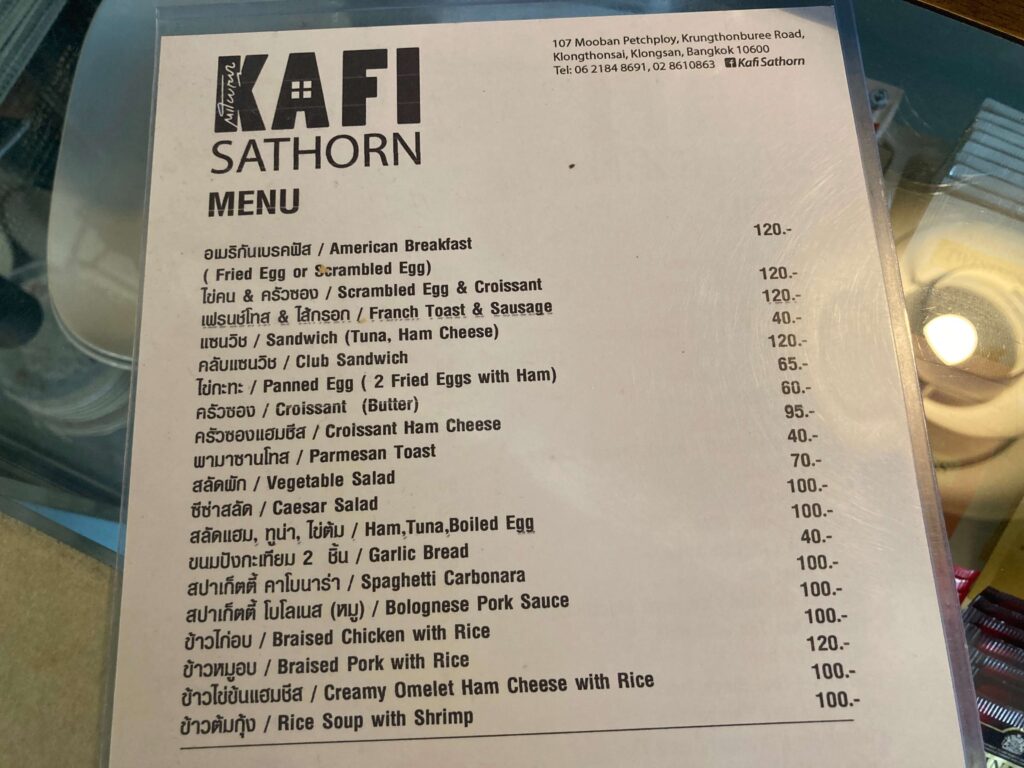 KAFI
SATHORN
107 Mooban Petchploy, Krungthonburee Road,
Klongthonsai, Klongsan, Bangkok 10600
Tel: 06 2184 8691, 02 8610863 Kafi Sathorn
MENU
อเมริกันเบรคฟัส / American Breakfast 120.-
( Fried Egg or Scrambled Egg)
ไข่คน & ครัวซอง / Scrambled Egg & Croissant 120.-
เฟรนช์โทส & ไส้กรอก / Franch Toast & Sausage 120.-
แซนวิช / Sandwich (Tuna, Ham Cheese) 40.-
คลับแซนวิช / Club Sandwich 120.-
ไข่กะทะ / Panned Egg ( 2 Fried Eggs with Ham) 65.-
ครัวซอง / Croissant (Butter) 60.-
ครัวซองแฮมชีส / Croissant Ham Cheese 95.-
พามาซานโทส / Parmesan Toast 40.-
สลัดผัก / Vegetable Salad 70.-
ซีซ่าสลัด / Caesar Salad 100.-
สลัดแฮม, ทูน่า, ไข่ต้ม / Ham,Tuna,Boiled Egg 100.-
ขนมปังกะเทียม 2 ชิ้น / Garlic Bread 40.-
สปาเก็ตตี้ คาโบนาร่า / Spaghetti Carbonara 100.-
สปาเก็ตตี้ โบโลเนส (หมู) / Bolognese Pork Sauce 100.-
ข้าวไก่อบ / Braised Chicken with Rice 100.-
ข้าวหมูอบ / Braised Pork with Rice 120.-
ข้าวไข่ข้นแฮมชีส / Creamy Omelet Ham Cheese with Rice 100.-
ข้าวต้มกุ้ง / Rice Soup with Shrimp 100.-